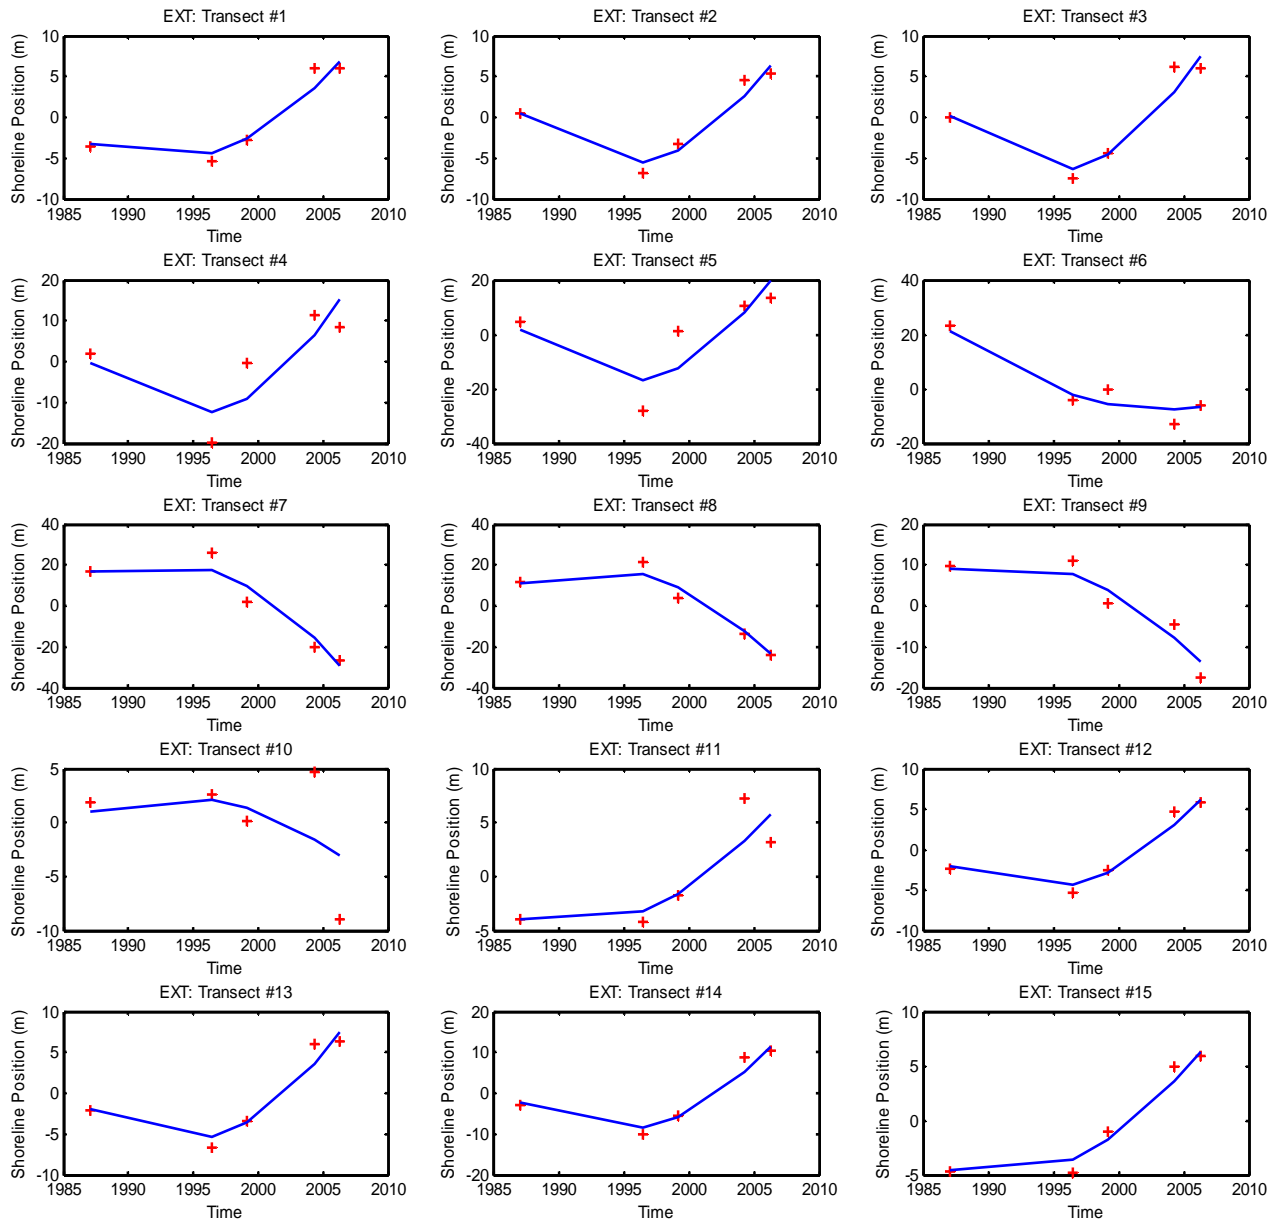 EXT: Transect #1
Shoreline Position (m)
10
5
0
-5
-10
1985 1990 1995 2000 2005 2010
Time
EXT: Transect #2
Shoreline Position (m)
10
5
0
-5
-10
1985 1990 1995 2000 2005 2010
Time
EXT: Transect #3
Shoreline Position (m)
10
5
0
-5
-10
1985 1990 1995 2000 2005 2010
Time
EXT: Transect #4
Shoreline Position (m)
20
10
0
-10
-20
1985 1990 1995 2000 2005 2010
Time
EXT: Transect #5
Shoreline Position (m)
20
0
-20
-40
1985 1990 1995 2000 2005 2010
Time
EXT: Transect #6
Shoreline Position (m)
40
20
0
-20
1985 1990 1995 2000 2005 2010
Time
EXT: Transect #7
Shoreline Position (m)
40
20
0
-20
-40
1985 1990 1995 2000 2005 2010
Time
EXT: Transect #8
Shoreline Position (m)
40
20
0
-20
-40
1985 1990 1995 2000 2005 2010
Time
EXT: Transect #9
Shoreline Position (m)
20
10
0
-10
-20
1985 1990 1995 2000 2005 2010
Time
EXT: Transect #10
Shoreline Position (m)
5
0
-5
-10
1985 1990 1995 2000 2005 2010
Time
EXT: Transect #11
Shoreline Position (m)
10
5
0
-5
1985 1990 1995 2000 2005 2010
Time
EXT: Transect #12
Shoreline Position (m)
10
5
0
-5
-10
1985 1990 1995 2000 2005 2010
Time
EXT: Transect #13
Shoreline Position (m)
10
5
0
-5
-10
1985 1990 1995 2000 2005 2010
Time
EXT: Transect #14
Shoreline Position (m)
20
10
0
-10
20
1985 1990 1995 2000 2005 2010
Time
EXT: Transect #15
Shoreline Position (m)
10
5
0
-5
1985 1990 1995 2000 2005 2010
Time